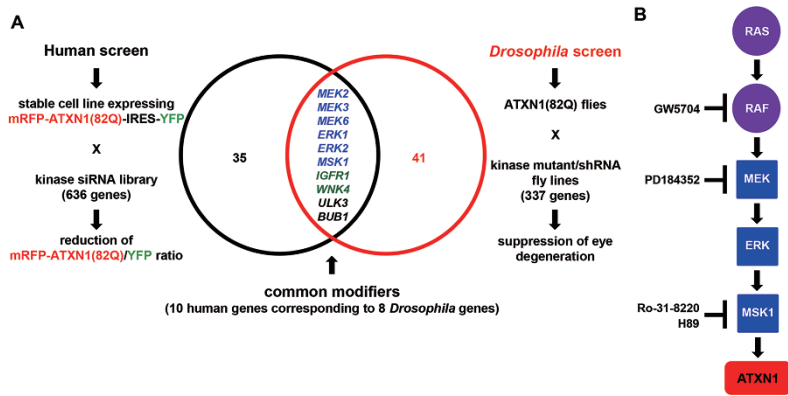 A
Human screen
stable cell line expressing
mRFP-ATXN1(82Q)-IRES-YFP
X
kinase siRNA library
(636 genes)
reduction of
mRFP-ATXN1(82Q)/YFP ratio
35
MEK2
MEK3
MEK6
ERK1
ERK2
MSK1
IGFR1
WNK4
ULK3
BUB1
41
common modifiers
(10 human genes corresponding to 8 Drosophila genes)
Drosophila screen
ATXN1(82Q) flies
X
kinase mutant/shRNA
fly lines
(337 genes)
suppression of eye
degeneration
B
RAS
GW5704
RAF
PD184352
MEK
ERK
Ro-31-8220
H89
MSK1
ATXN1